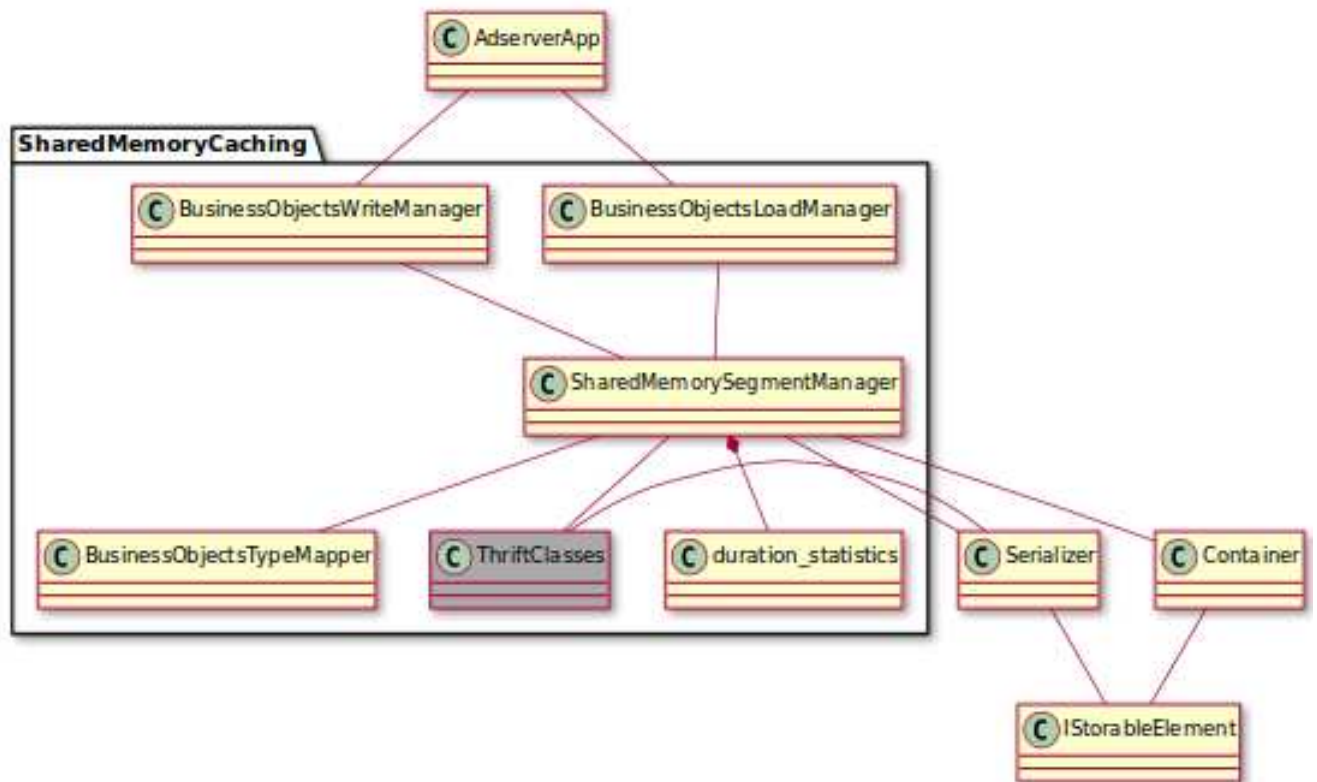 C AdserverApp
SharedMemoryCaching
C BusinessObjectsWriteManager
C BusinessObjectsLoadManager
C SharedMemorySegmentManager
C BusinessObjectsTypeMapper
C ThriftClasses
C duration_statistics
C Serializer
C Container
C IStorableElement